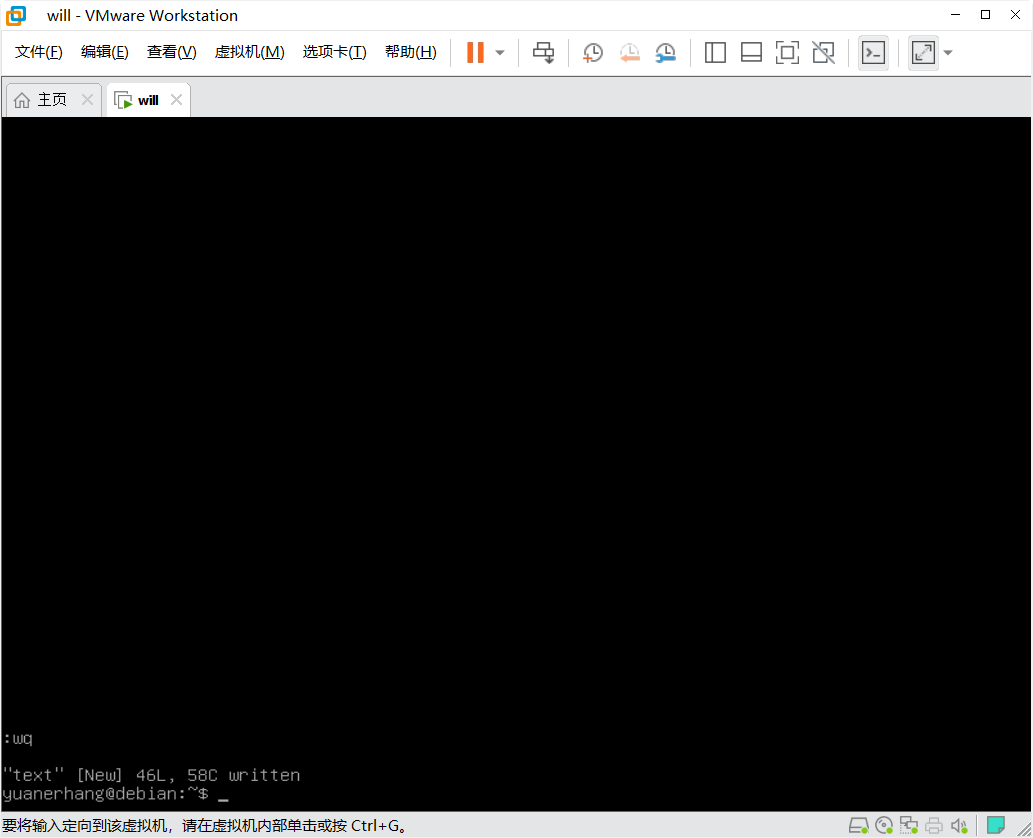 will - VMware Workstation
文件(F) 编辑(E) 查看(V) 虚拟机(M) 选项卡(T) 帮助(H)
主页 will
:wq
"text" [New] 46L, 58C written
yuanerhang@debian:~$ _
要将输入定向到该虚拟机，请在虚拟机内部单击或按 Ctrl+G。